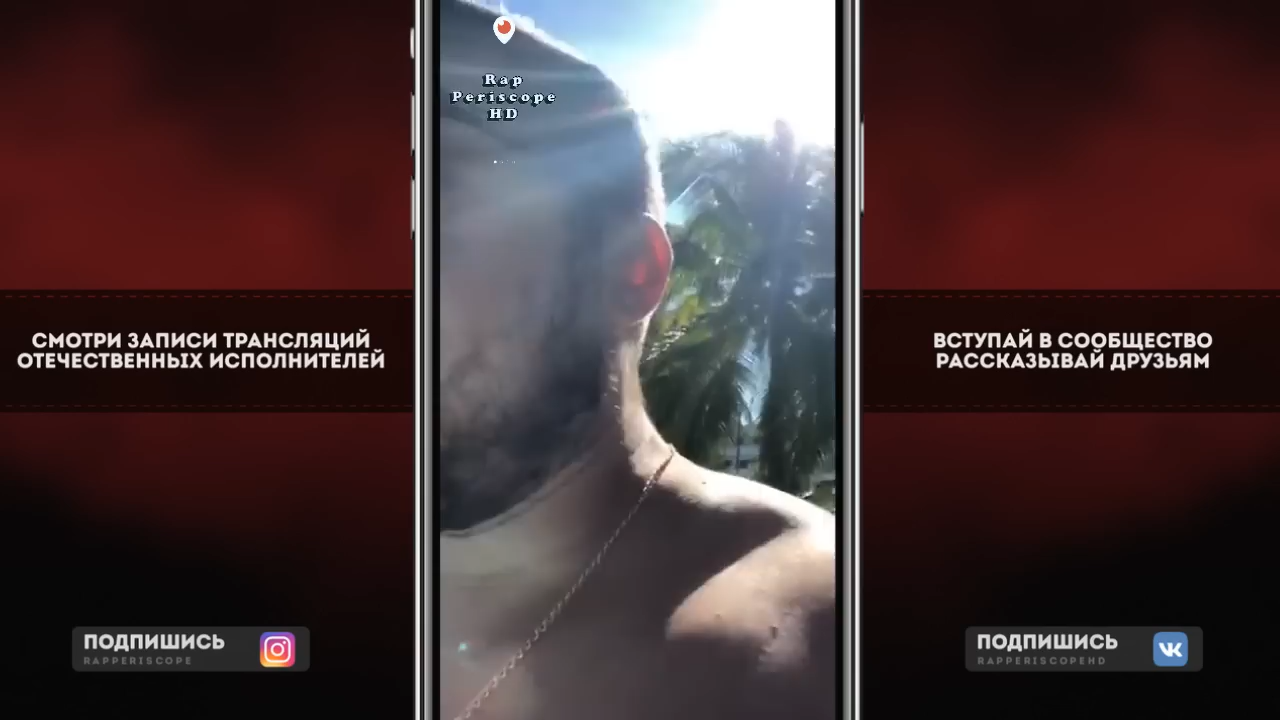 Rap
Periscope
HD
СМОТРИ ЗАПИСИ ТРАНСЛЯЦИЙ
ОТЕЧЕСТВЕННЫХ ИСПОЛНИТЕЛЕЙ
ВСТУПАЙ В СООБЩЕСТВО
РАССКАЗЫВАЙ ДРУЗЬЯМ
ПОДПИШИСЬ
RAPPERISCOPE
ПОДПИШИСЬ
RAPPERISCOPEHD